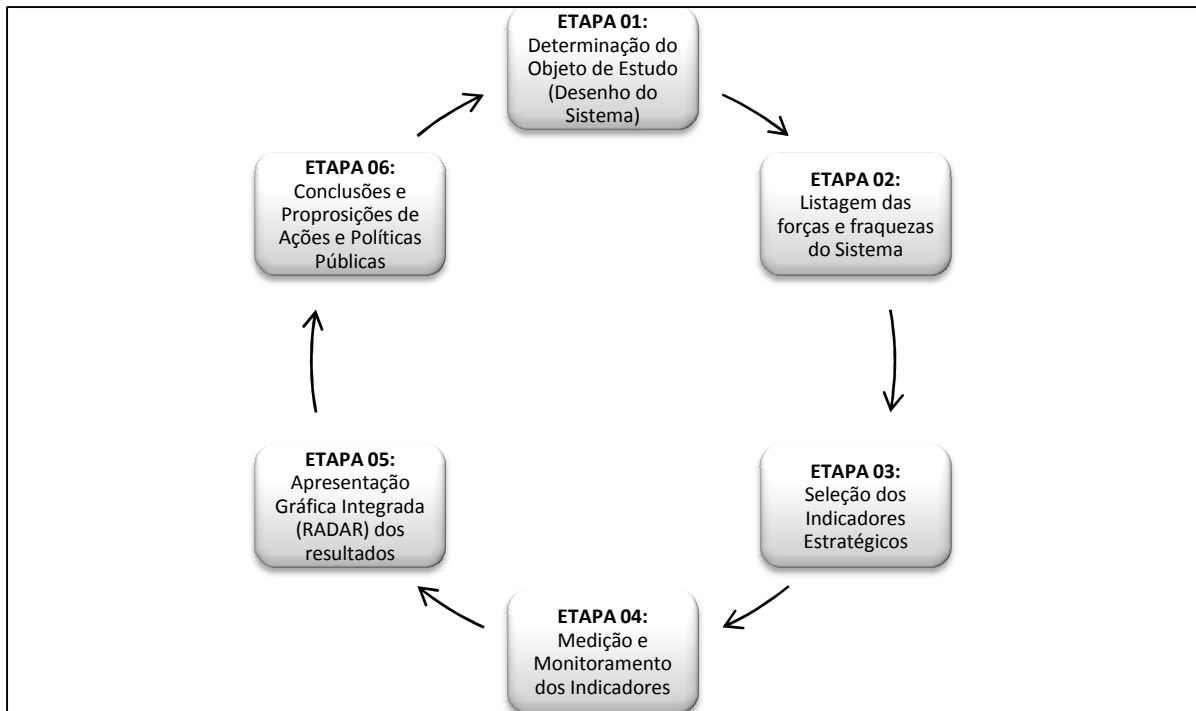 ETAPA 01:
Determinação do
Objeto de Estudo
(Desenho do
Sistema)
ETAPA 02:
Listagem das
forças e fraquezas
do Sistema
ETAPA 03:
Seleção dos
Indicadores
Estratégicos
ETAPA 04:
Medição e
Monitoramento
dos Indicadores
ETAPA 05:
Apresentação
Gráfica Integrada
(RADAR) dos
resultados
ETAPA 06:
Conclusões e
Proprosições de
Ações e Políticas
Públicas